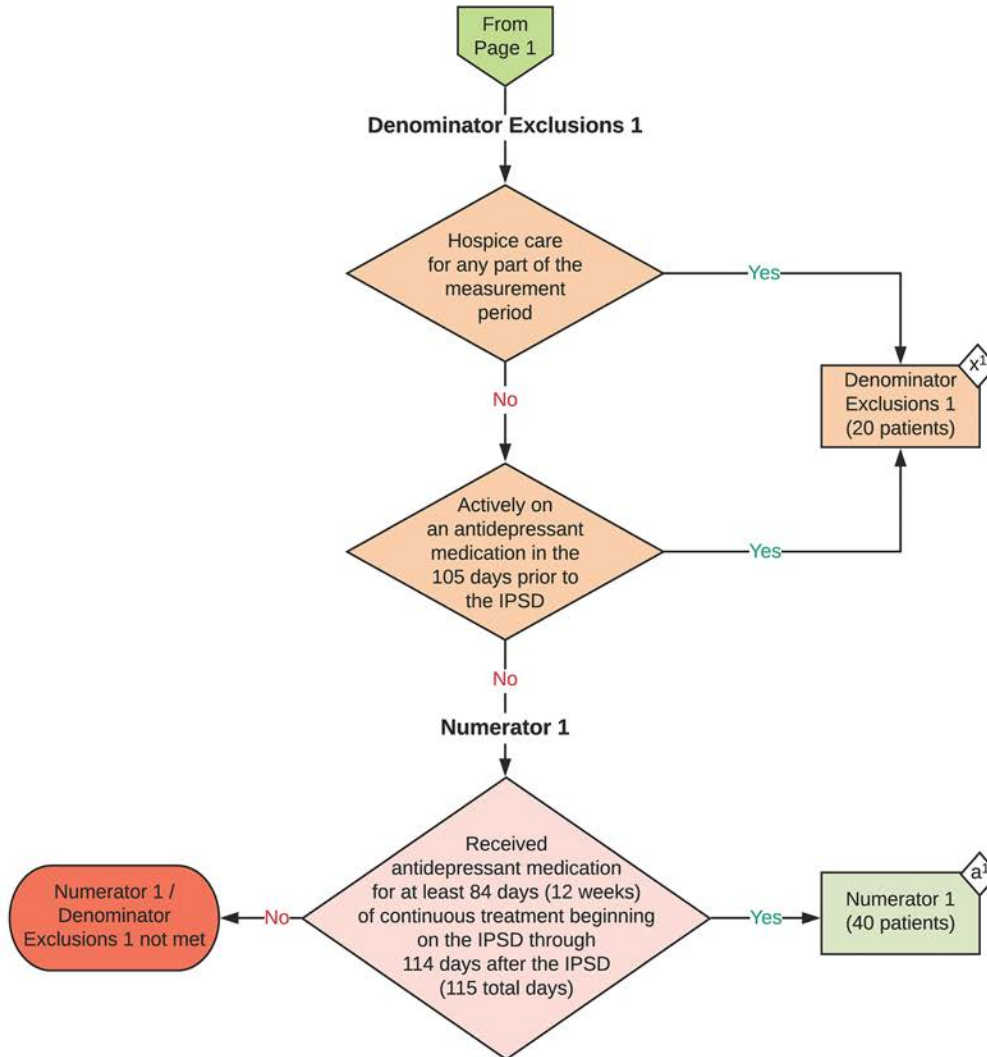 From
Page 1
Denominator Exclusions 1
Hospice care
for any part of the
measurement
period
Yes
x¹
Denominator
Exclusions 1
(20 patients)
No
Actively on
an antidepressant
medication in the
105 days prior to
the IPSD
Yes
No
Numerator 1
Received
antidepressant medication
for at least 84 days (12 weeks)
of continuous treatment beginning
on the IPSD through
114 days after the IPSD
(115 total days)
No
Numerator 1 /
Denominator
Exclusions 1 not met
Yes
a¹
Numerator 1
(40 patients)